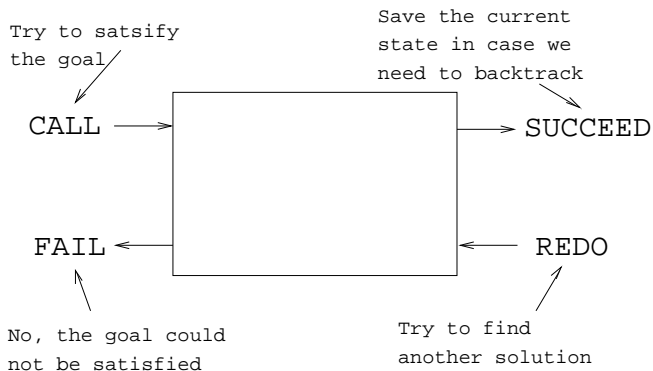 Try to satsify
the goal
Save the current
state in case we
need to backtrack
CALL
SUCCEED
FAIL
REDO
No, the goal could
not be satisfied
Try to find
another solution